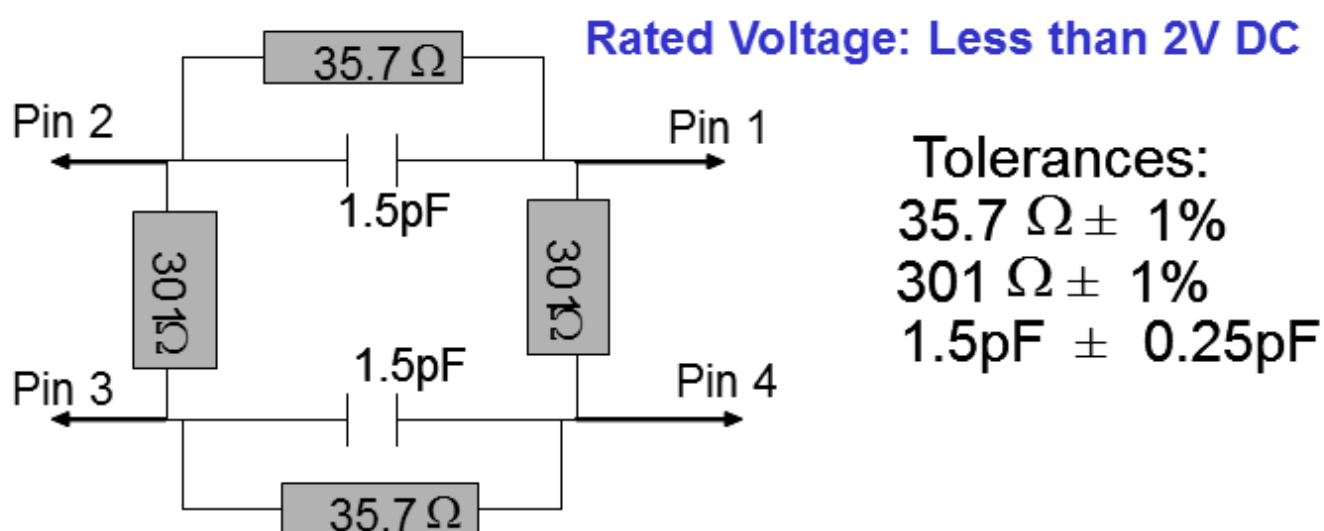 Rated Voltage: Less than 2V DC
35.7 Ω
Pin 2
Pin 1
1.5pF
301Ω
301Ω
1.5pF
Pin 3
Pin 4
35.7 Ω
Tolerances:
35.7 Ω ± 1%
301 Ω ± 1%
1.5pF ± 0.25pF